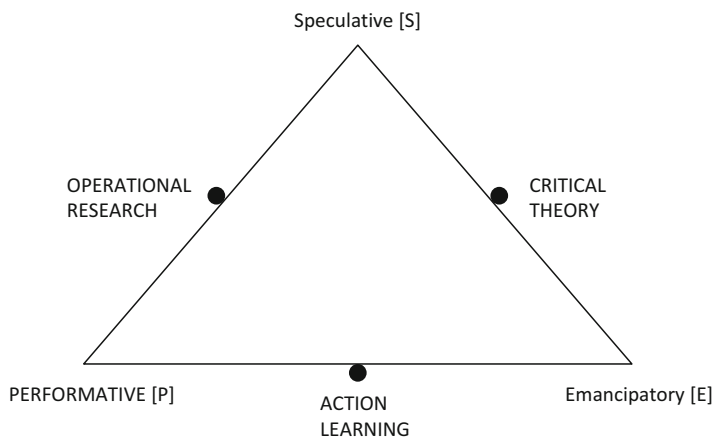 Speculative [S]
OPERATIONAL
RESEARCH
CRITICAL
THEORY
PERFORMATIVE [P]
ACTION
LEARNING
Emancipatory [E]